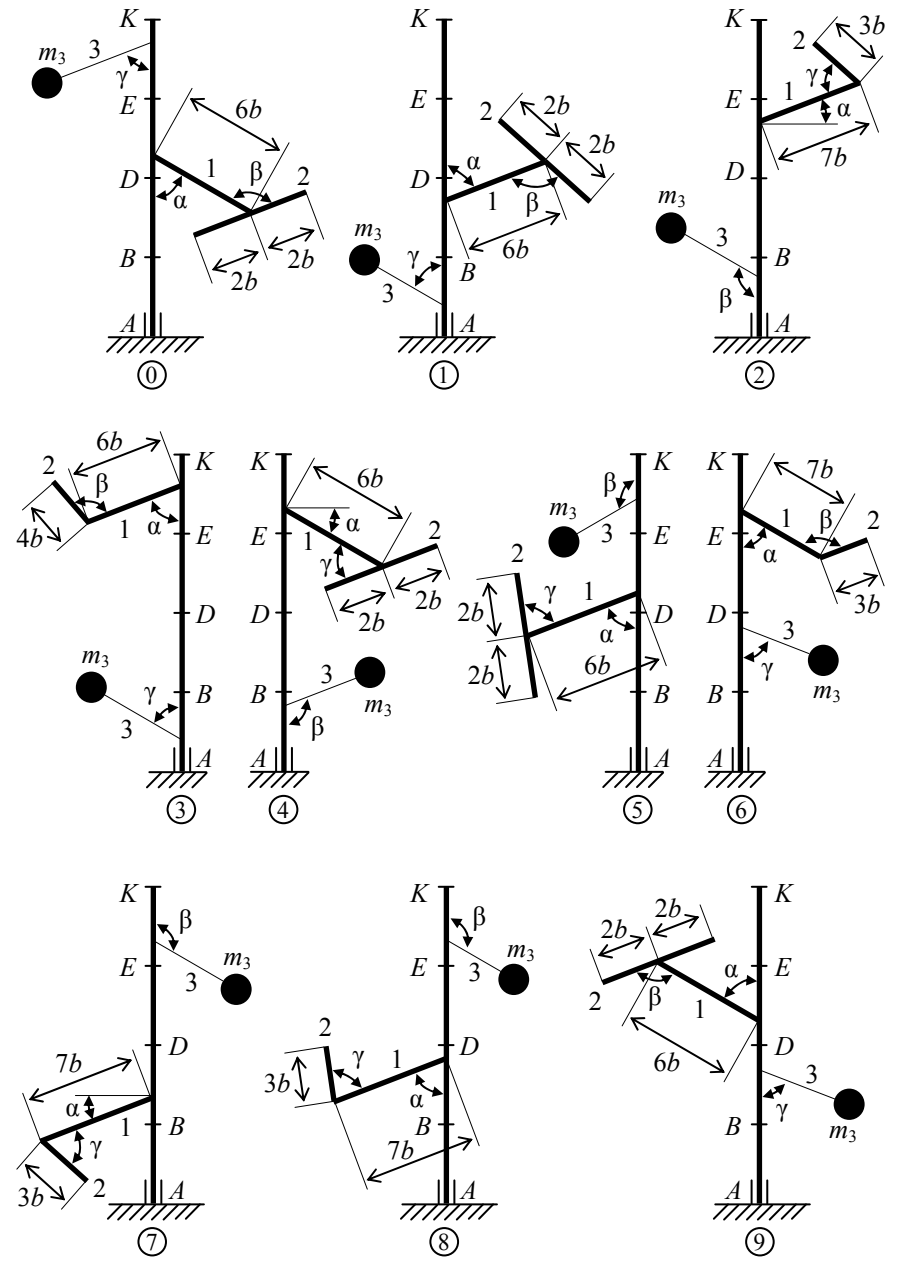 K K K
3 2 3b
m₃ γ
γ 6b 1
E E 2 2b E α
2b
1 β α 7b
D 2 D D
α 1 β m₃
m₃ 6b 3
B γ B B
2b 2b 3 β
A A A
0 1 2
6b K K 6b K K 7b
2 β β
α m₃ 1 β 2
4b 1 α E E 1 2 3 E E α
γ 2
2b γ 1
2b D D 2b α D D 3b
m₃ 3
γ 3 2b 6b γ
B B m₃ B B m₃
3 β
A A A A
3 4 5 6
K K K
β β 2b 2b
m₃ m₃
E 3 E 3 α E
2 β 1
2
7b D 1 D D
γ 6b
α 3b α 3
1 B B B γ
γ 7b m₃
3b 2 A A A
7 8 9